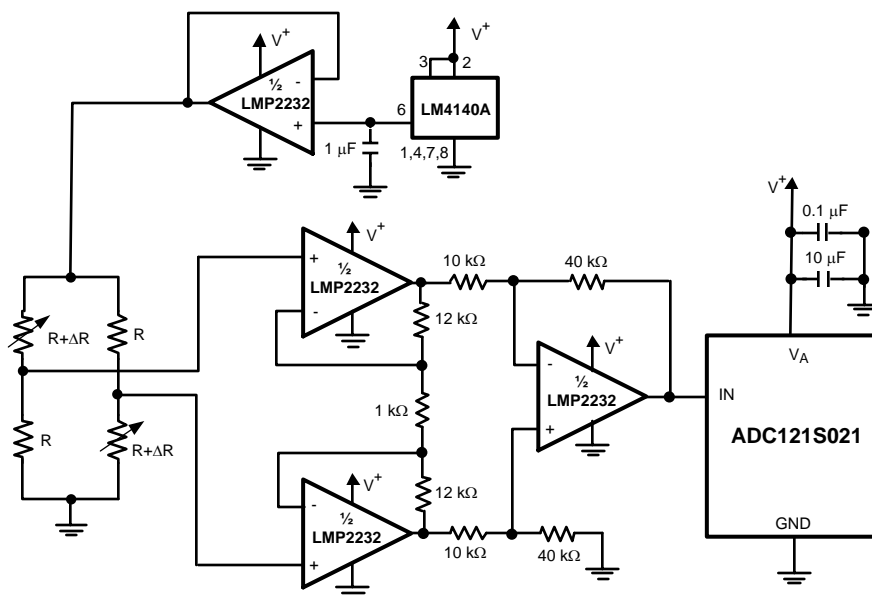 V+
½
-
LMP2232
+
1 µF
6
3
2
V+
LM4140A
1,4,7,8
V+
0.1 µF
10 µF
+
V+
½
LMP2232
-
10 kΩ
40 kΩ
12 kΩ
R+ΔR
R
1 kΩ
-
V+
½
LMP2232
+
IN
VA
ADC121S021
GND
R
R+ΔR
12 kΩ
-
V+
½
LMP2232
+
10 kΩ
40 kΩ